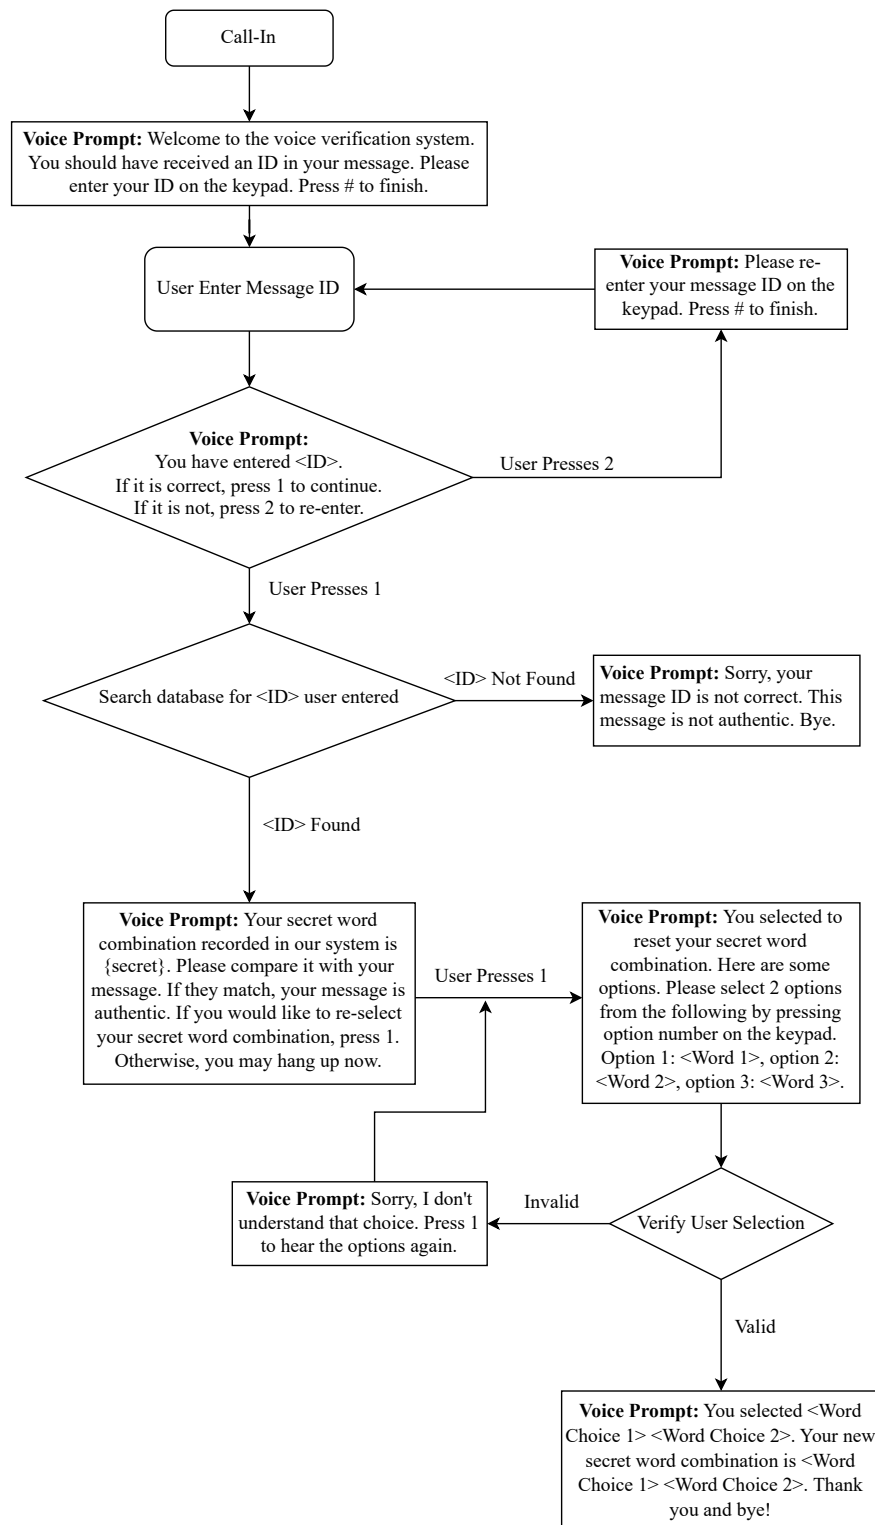 Call-In
Voice Prompt: Welcome to the voice verification system.
You should have received an ID in your message. Please
enter your ID on the keypad. Press # to finish.
User Enter Message ID
Voice Prompt: Please re-
enter your message ID on the
keypad. Press # to finish.
Voice Prompt:
You have entered <ID>.
If it is correct, press 1 to continue.
If it is not, press 2 to re-enter.
User Presses 2
User Presses 1
Search database for <ID> user entered
<ID> Not Found
Voice Prompt: Sorry, your
message ID is not correct. This
message is not authentic. Bye.
<ID> Found
Voice Prompt: Your secret word
combination recorded in our system is
{secret}. Please compare it with your
message. If they match, your message is
authentic. If you would like to re-select
your secret word combination, press 1.
Otherwise, you may hang up now.
User Presses 1
Voice Prompt: You selected to
reset your secret word
combination. Here are some
options. Please select 2 options
from the following by pressing
option number on the keypad.
Option 1: <Word 1>, option 2:
<Word 2>, option 3: <Word 3>.
Voice Prompt: Sorry, I don't
understand that choice. Press 1
to hear the options again.
Invalid
Verify User Selection
Valid
Voice Prompt: You selected <Word
Choice 1> <Word Choice 2>. Your new
secret word combination is <Word
Choice 1> <Word Choice 2>. Thank
you and bye!